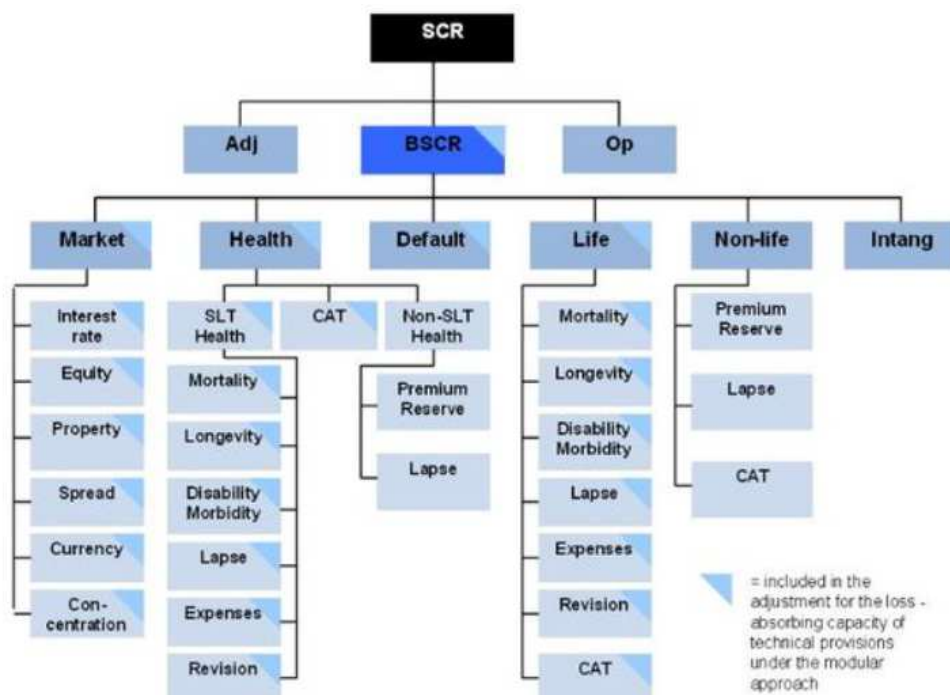 SCR
Adj
BSCR
Op
Market
Health
Default
Life
Non-life
Intang
Interest
rate
Equity
Property
Spread
Currency
Con-
centration
SLT
Health
CAT
Non-SLT
Health
Mortality
Longevity
Disability
Morbidity
Lapse
Expenses
Revision
Premium
Reserve
Lapse
Mortality
Longevity
Disability
Morbidity
Lapse
Expenses
Revision
CAT
Premium
Reserve
Lapse
CAT
= included in the
adjustment for the loss -
absorbing capacity of
technical provisions
under the modular
approach